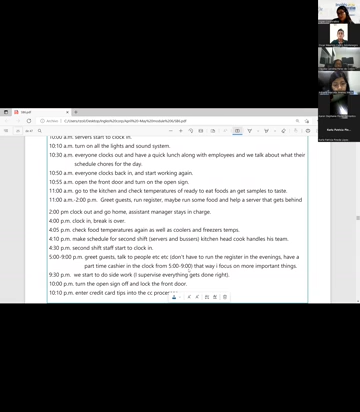 10:00 a.m. servers start to clock in.
10:10 a.m. turn all the lights and sound system.
10:30 a.m. everyone clocks out and have a quick lunch along with employees and we talk about what their
schedule chores for the day.
10:50 a.m. everyone clocks back in, and start working again.
10:55 a.m. open the front door and turn on the open sign.
11:00 a.m. go to the kitchen and check temperatures of ready to eat foods an get samples to taste.
11:00 a.m.-2:00 p.m. Greet guests, run register, maybe run some food and help a server that gets behind
2:00 pm clock out and go home, assistant manager stays in charge.
4:00 p.m. clock in, break is over.
4:05 p.m. check food temperatures again as well as coolers and freezers temps.
4:10 p.m. make schedule for second shift (servers and bussers) kitchen head cook handles his team.
4:30 p.m. second shift staff start to clock in.
5:00-9:00 p.m. greet guests, talk to people etc etc.(don't have to run the register in the evenings, have a
part time cashier in the clock from 5:00-9:00) that way i focus on more important things.
9:30 p.m. we start to do side work (I supervise everything gets done right).
10:00 p.m. turn the open sign off and lock the front door.
10:10 p.m. enter credit card tips into the cc